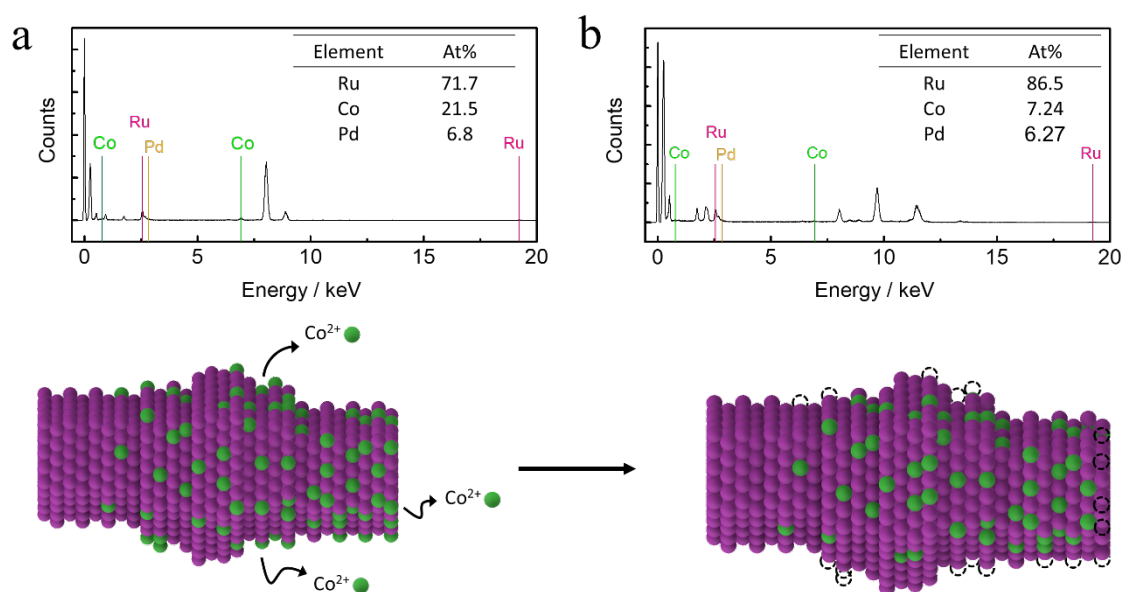 a
Element At%
Ru 71.7
Co 21.5
Pd 6.8
Counts
Co
Ru
Pd
Co
Ru
0 5 10 15 20
Energy / keV
b
Element At%
Ru 86.5
Co 7.24
Pd 6.27
Counts
Co
Ru
Pd
Co
Ru
0 5 10 15 20
Energy / keV
Co²⁺
Co²⁺
Co²⁺